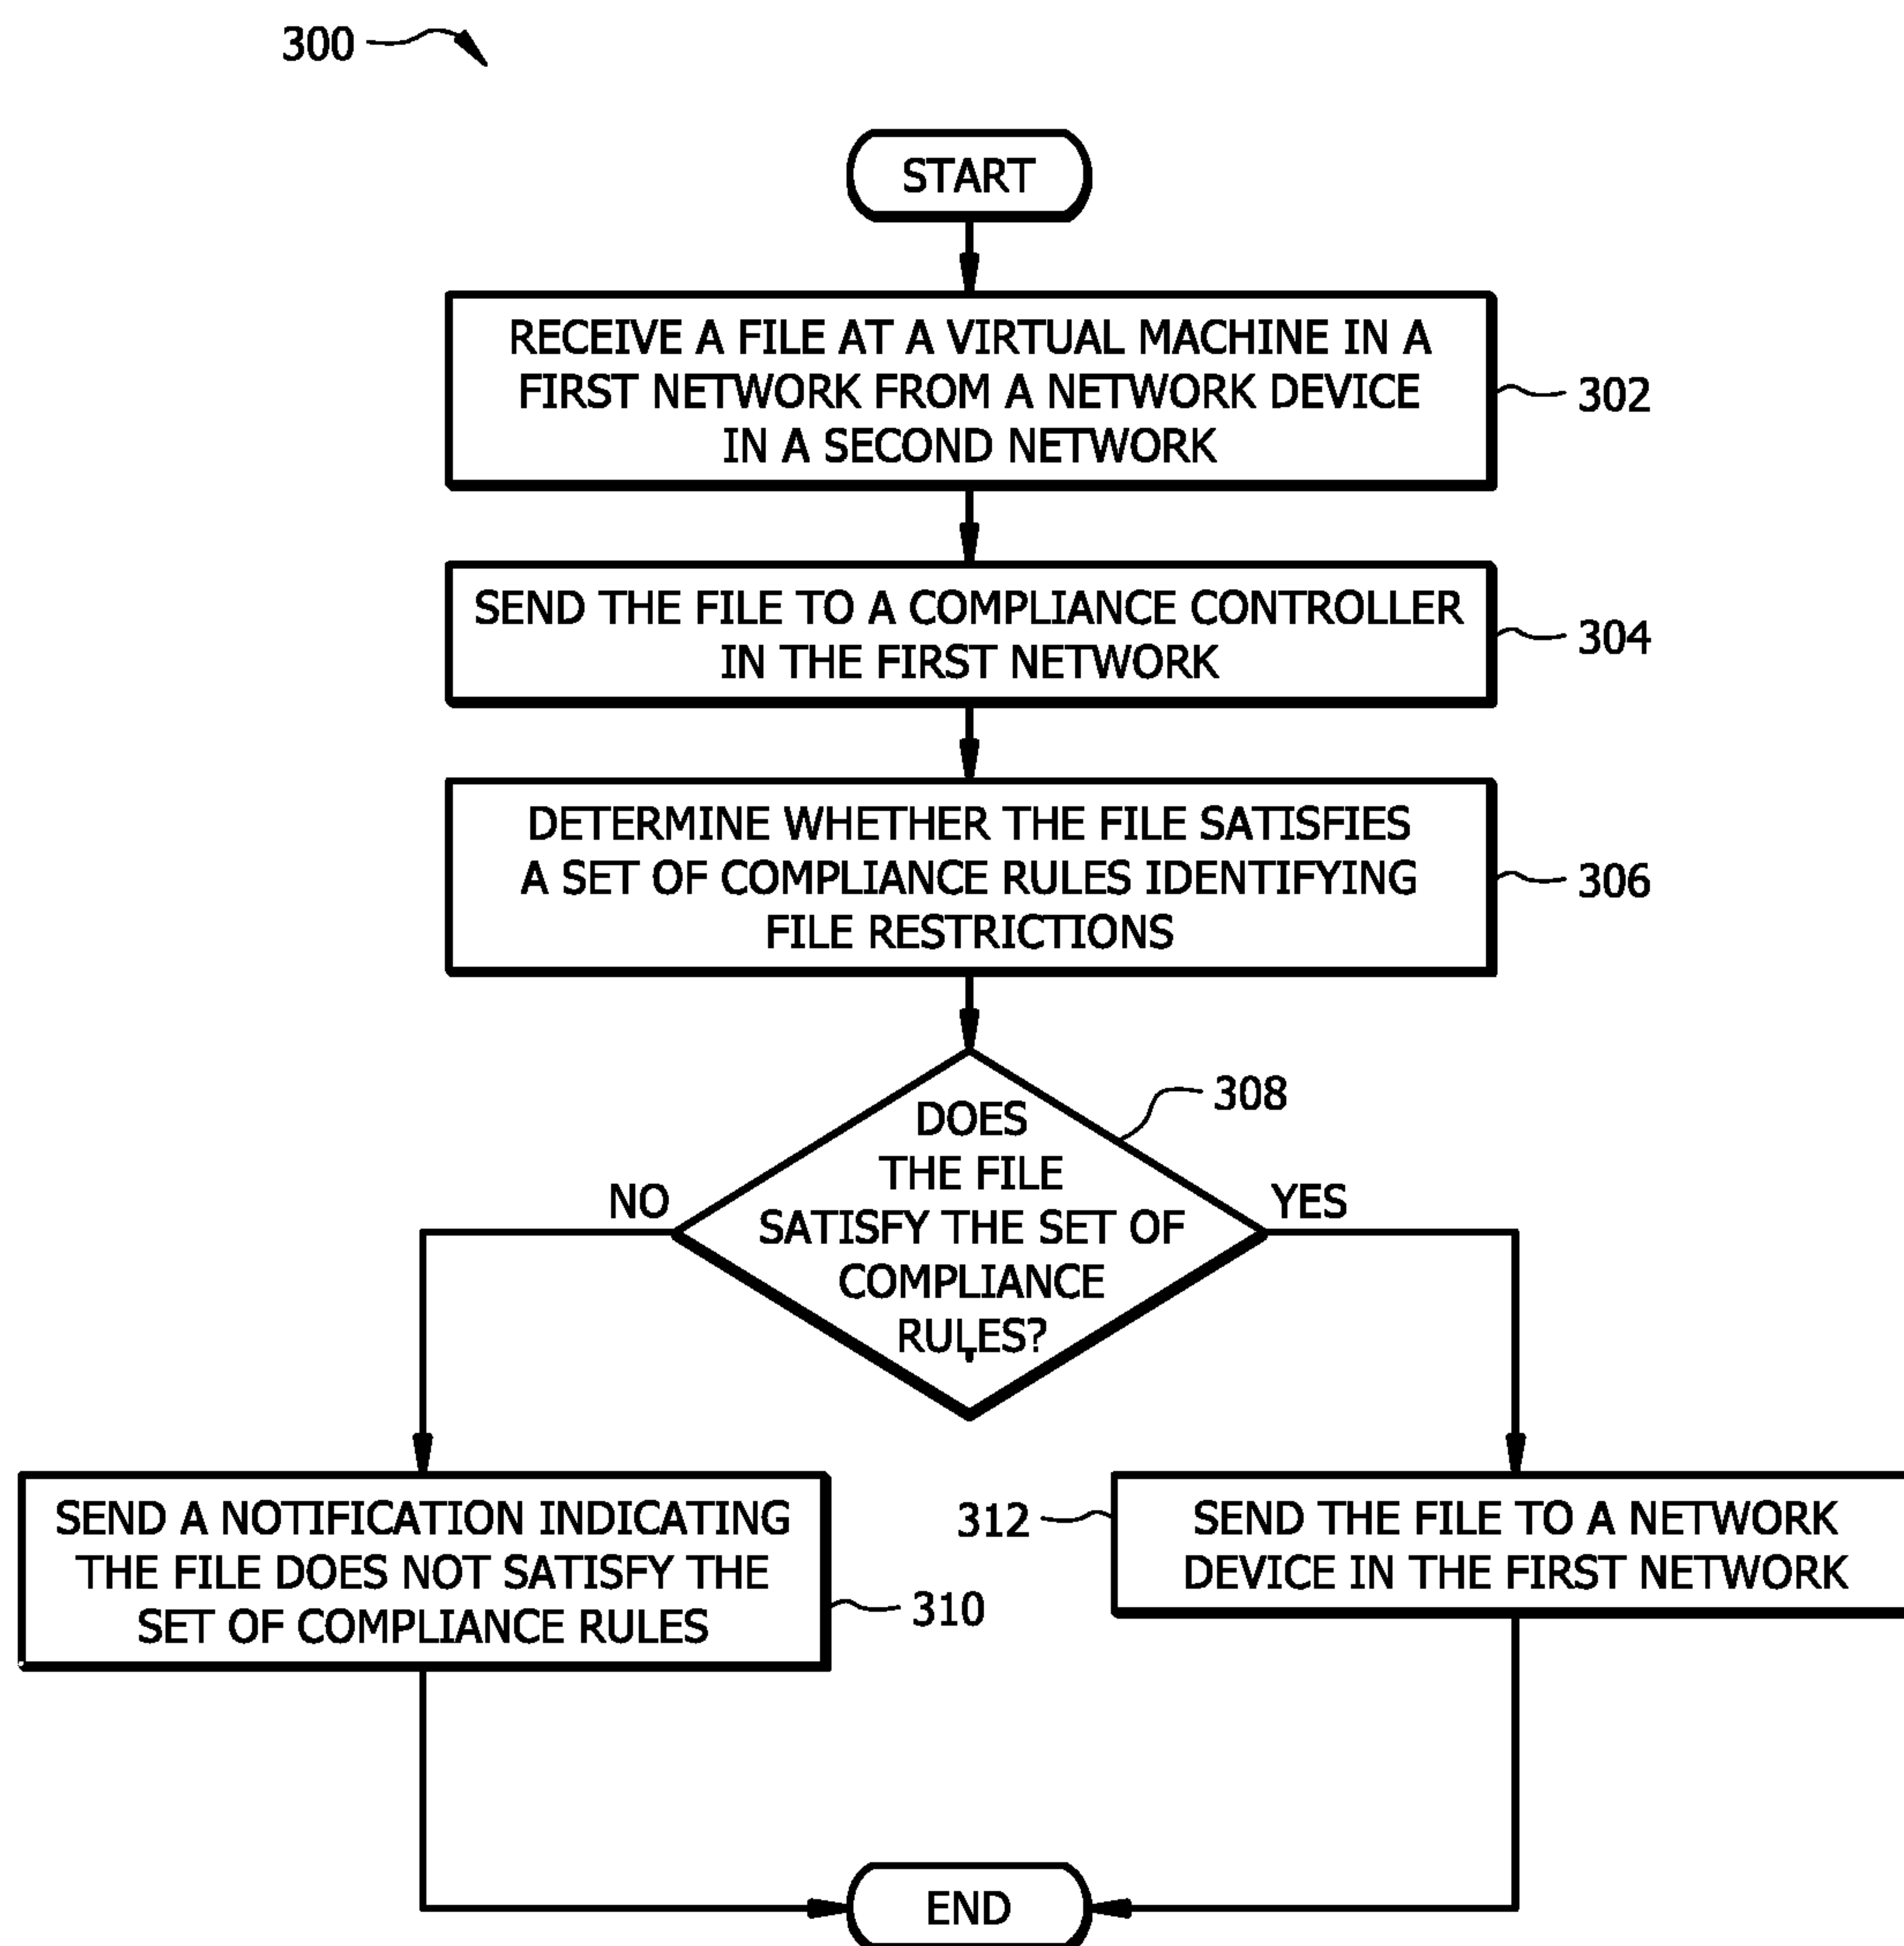 300
START
RECEIVE A FILE AT A VIRTUAL MACHINE IN A
FIRST NETWORK FROM A NETWORK DEVICE
IN A SECOND NETWORK
302
SEND THE FILE TO A COMPLIANCE CONTROLLER
IN THE FIRST NETWORK
304
DETERMINE WHETHER THE FILE SATISFIES
A SET OF COMPLIANCE RULES IDENTIFYING
FILE RESTRICTIONS
306
308
DOES
THE FILE
SATISFY THE SET OF
COMPLIANCE
RULES?
NO
YES
SEND A NOTIFICATION INDICATING
THE FILE DOES NOT SATISFY THE
SET OF COMPLIANCE RULES
310
312
SEND THE FILE TO A NETWORK
DEVICE IN THE FIRST NETWORK
END